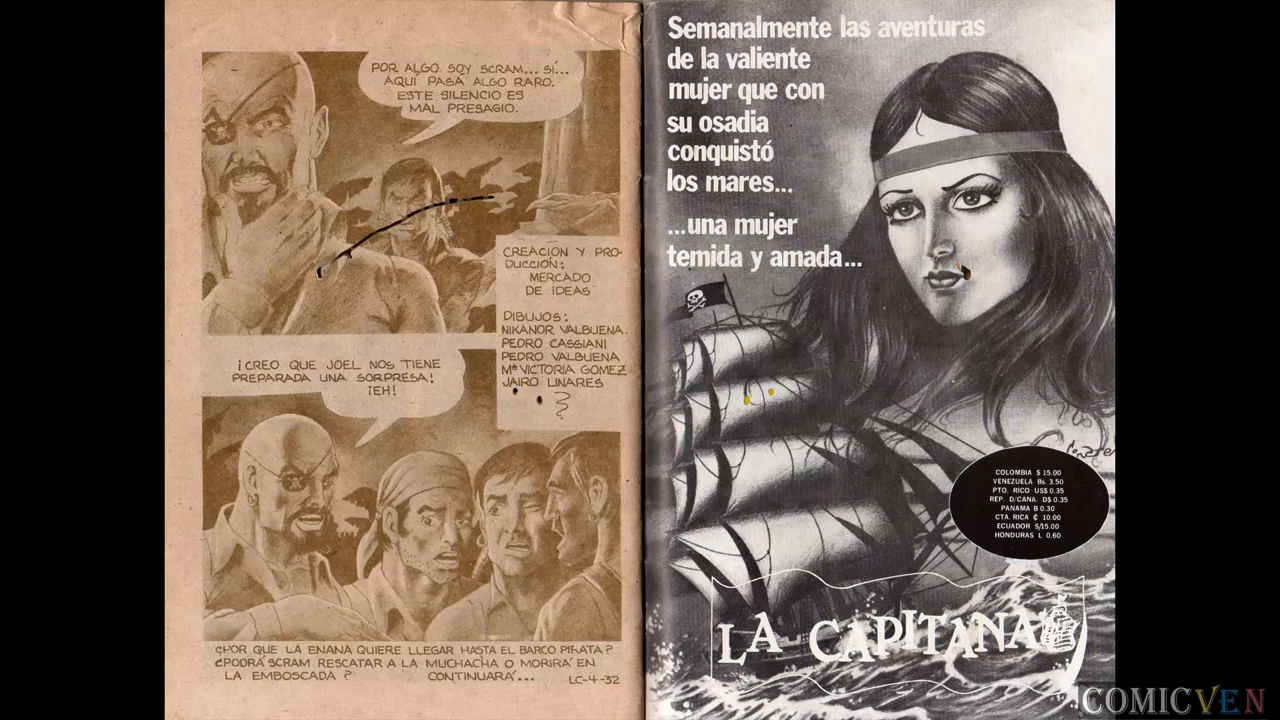 POR ALGO SOY SCRAM... SÍ...
AQUÍ PASA ALGO RARO.
ESTE SILENCIO ES
MAL PRESAGIO.
CREACION Y PRO-
DUCCIÓN:
MERCADO
DE IDEAS
DIBUJOS:
NIKANOR VALBUENA.
PEDRO CASSIANI
PEDRO VALBUENA
Mª VICTORIA GOMEZ
JAIRO LINARES
¡CREO QUE JOEL NOS TIENE
PREPARADA UNA SORPRESA!
¡EH!
¿POR QUE LA ENANA QUIERE LLEGAR HASTA EL BARCO PIRATA?
¿PODRÁ SCRAM RESCATAR A LA MUCHACHA O MORIRÁ EN
LA EMBOSCADA? CONTINUARÁ...
LC-4-32
Semanalmente las aventuras
de la valiente
mujer que con
su osadia
conquistó
los mares...
...una mujer
temida y amada...
COLOMBIA $ 15.00
VENEZUELA Bs. 3.50
PTO. RICO US$ 0.35
REP. D/CANA. D$ 0.35
PANAMA B 0.30
CTA. RICA ₡ 10.00
ECUADOR S/15.00
HONDURAS L 0.60
LA CAPITANA
COMICVEN